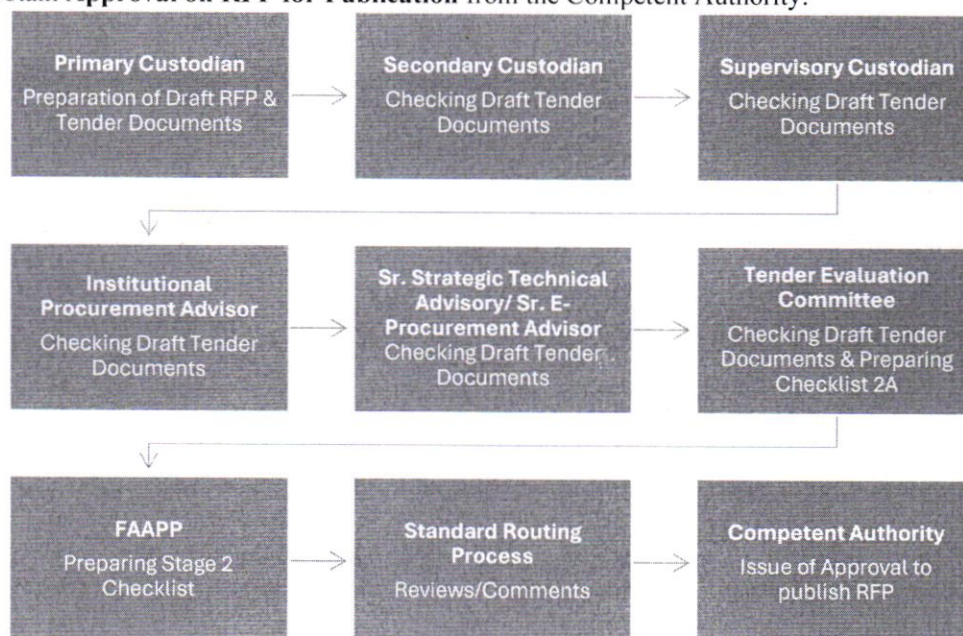 Approval on RFP for Publication from the Competent Authority.
Primary Custodian
Preparation of Draft RFP &
Tender Documents
Secondary Custodian
Checking Draft Tender
Documents
Supervisory Custodian
Checking Draft Tender
Documents
Institutional
Procurement Advisor
Checking Draft Tender
Documents
Sr. Strategic Technical
Advisory/ Sr. E-
Procurement Advisor
Checking Draft Tender
Documents
Tender Evaluation
Committee
Checking Draft Tender
Documents & Preparing
Checklist 2A
FAAPP
Preparing Stage 2
Checklist
Standard Routing
Process
Reviews/Comments
Competent Authority
Issue of Approval to
publish RFP